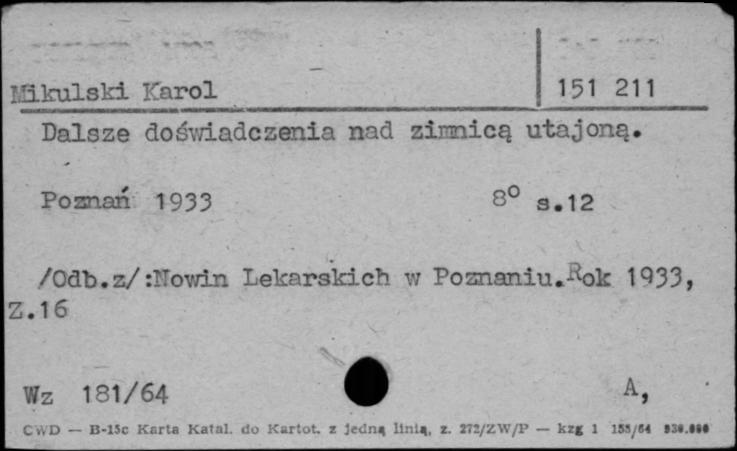 Mikulski Karol 151 211
Dalsze doświadczenia nad zimnicą utajoną.
Poznań 1933 8° s.12
/Odb.z/:Nowin Lekarskich w Poznaniu.Rok 1933,
Z.16
Wz 181/64 A,
CWD — B-15c Karta Katal. do Kartot. z jedną linią, z. 272/ZW/P — kzg 1 155/64